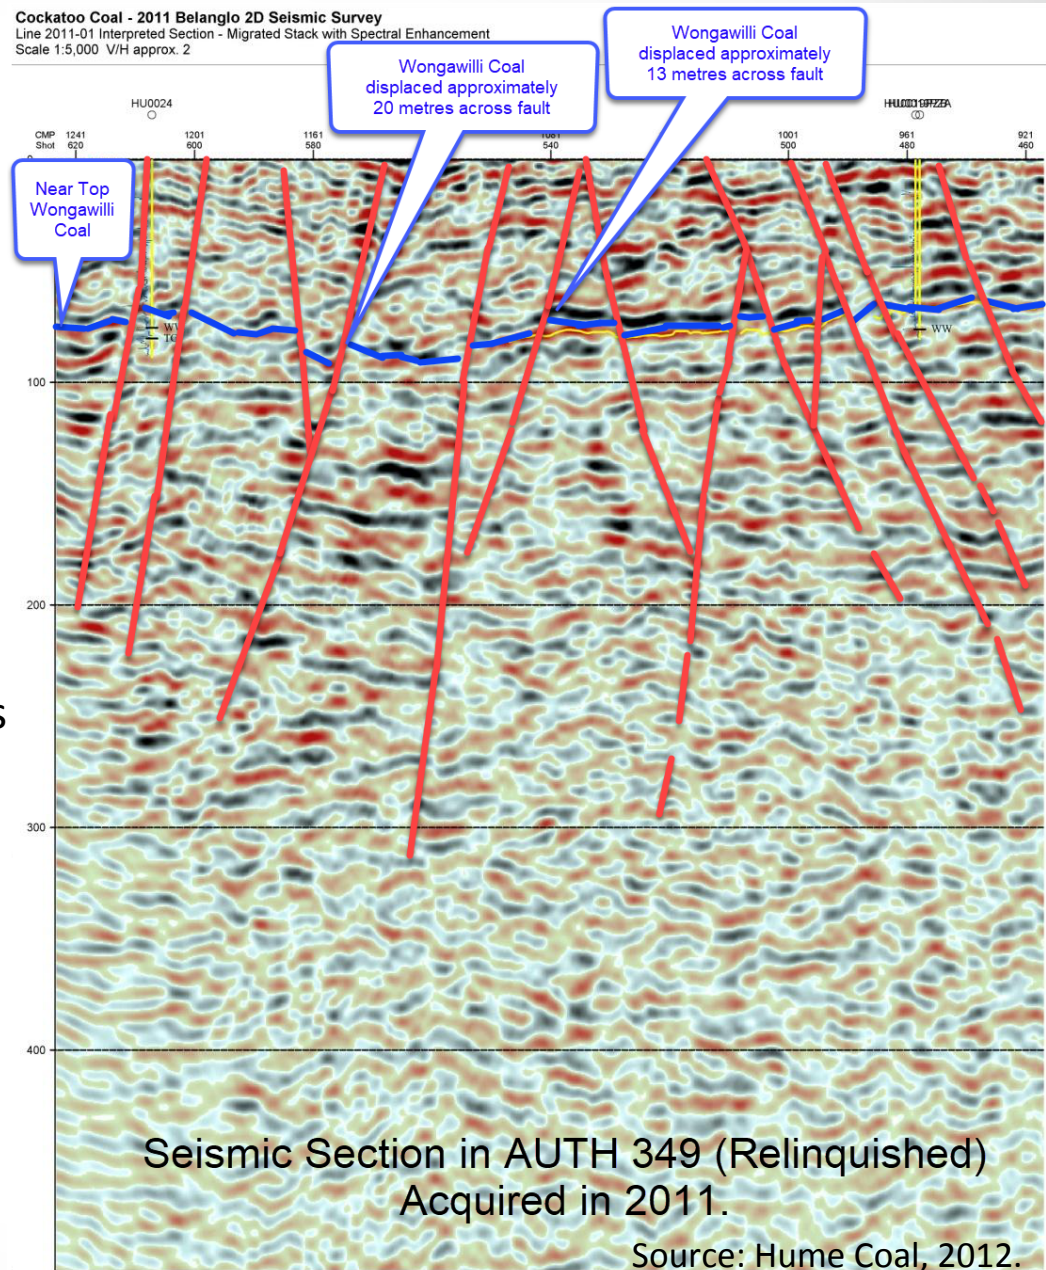 Cockatoo Coal - 2011 Belanglo 2D Seismic Survey
Line 2011-01 Interpreted Section - Migrated Stack with Spectral Enhancement
Scale 1:5,000 V/H approx. 2
Wongawilli Coal
displaced approximately
20 metres across fault
Wongawilli Coal
displaced approximately
13 metres across fault
HU0024
CMP 1241 1201 1161 1081 1001 961 921
Shot 620 600 580 540 500 480 460
Near Top
Wongawilli
Coal
WW
100
200
s
300
400
Seismic Section in AUTH 349 (Relinquished)
Acquired in 2011.
Source: Hume Coal, 2012.